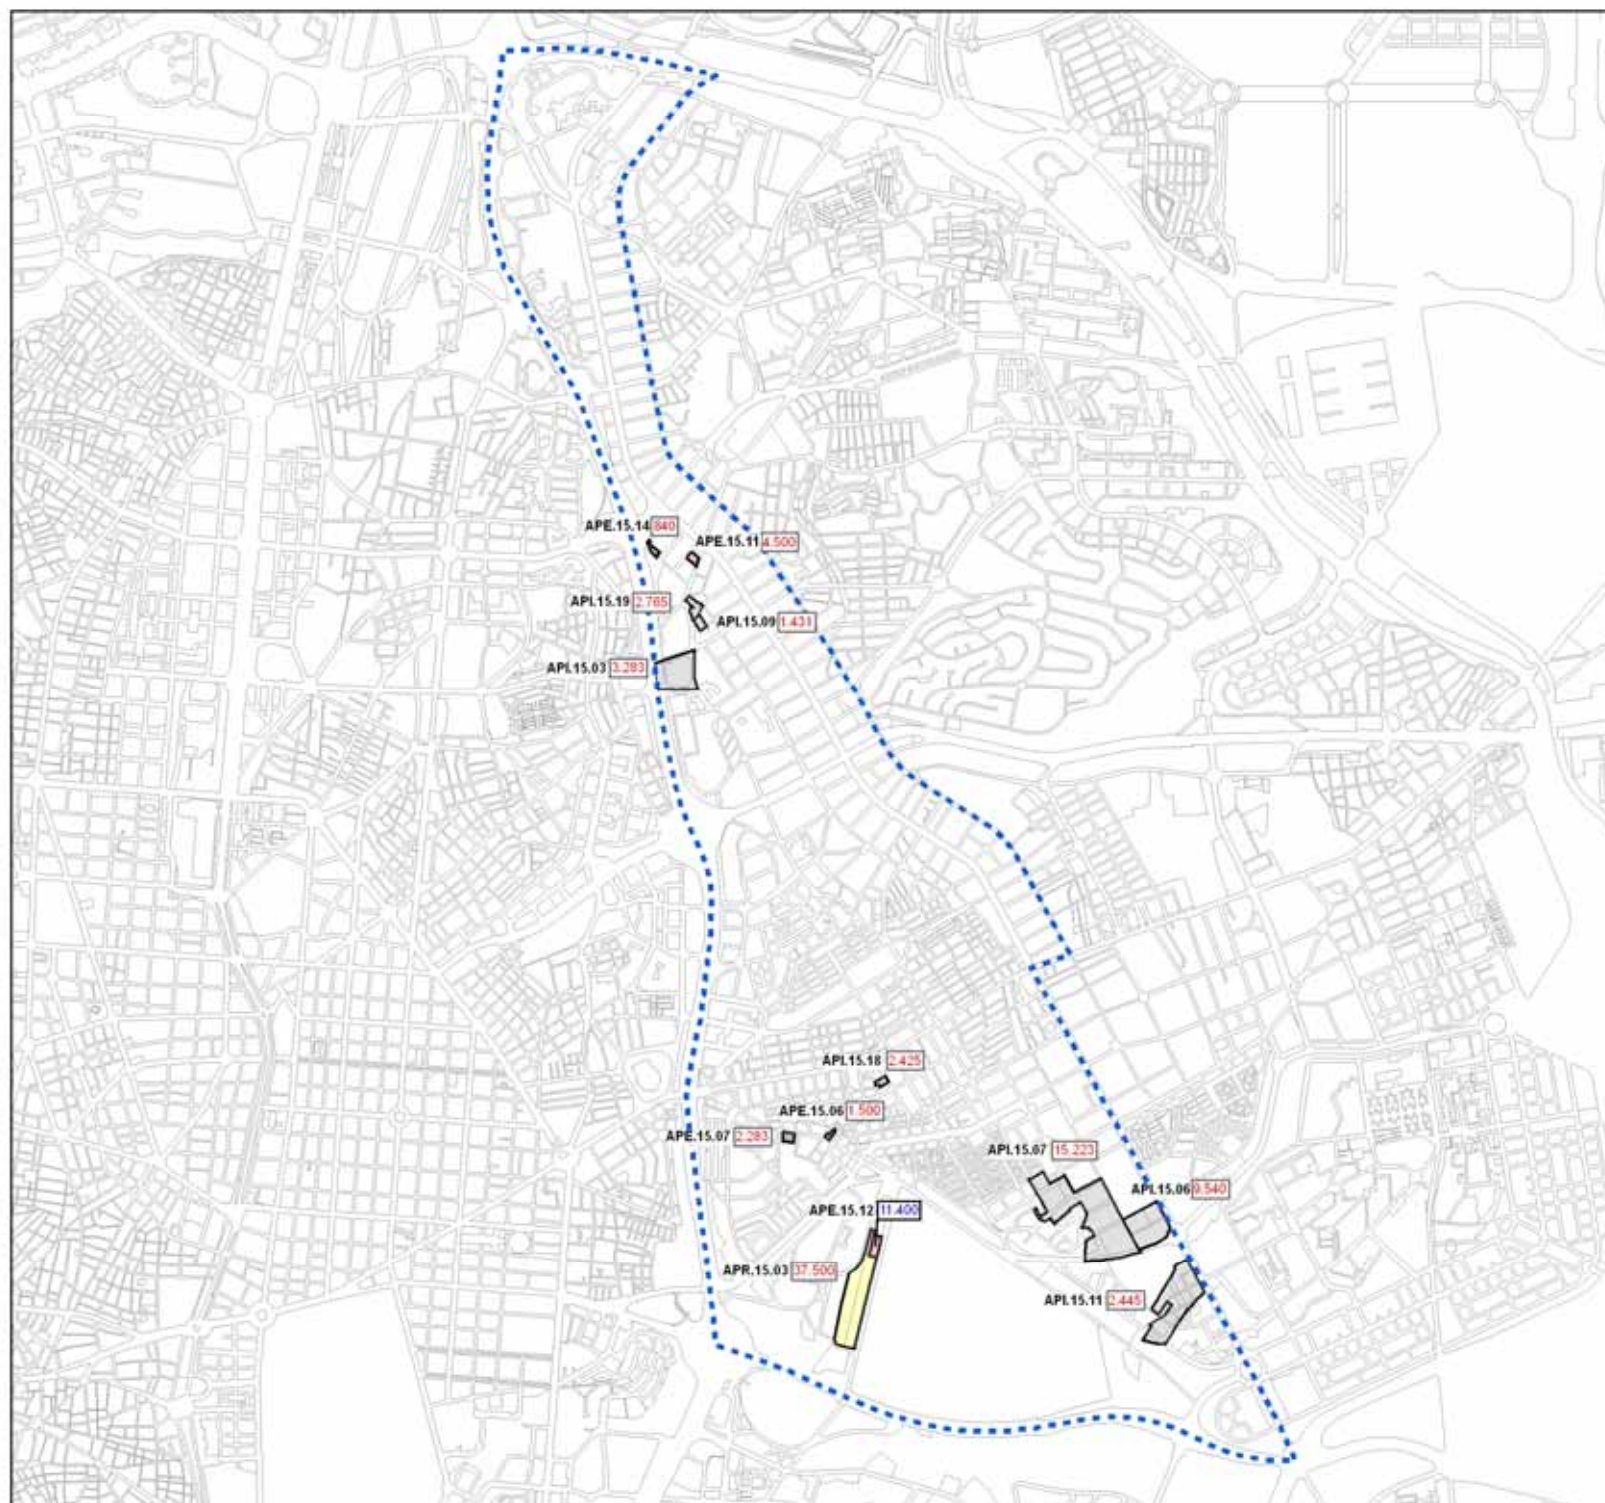 APE.15.14 840
APE.15.11 4.500
API.15.19 2.765
API.15.09 1.431
API.15.03 3.283
API.15.18 2.425
APE.15.06 1.500
APE.15.07 2.283
API.15.07 15.223
API.15.06 9.540
APE.15.12 11.400
APR.15.03 37.500
API.15.11 2.445